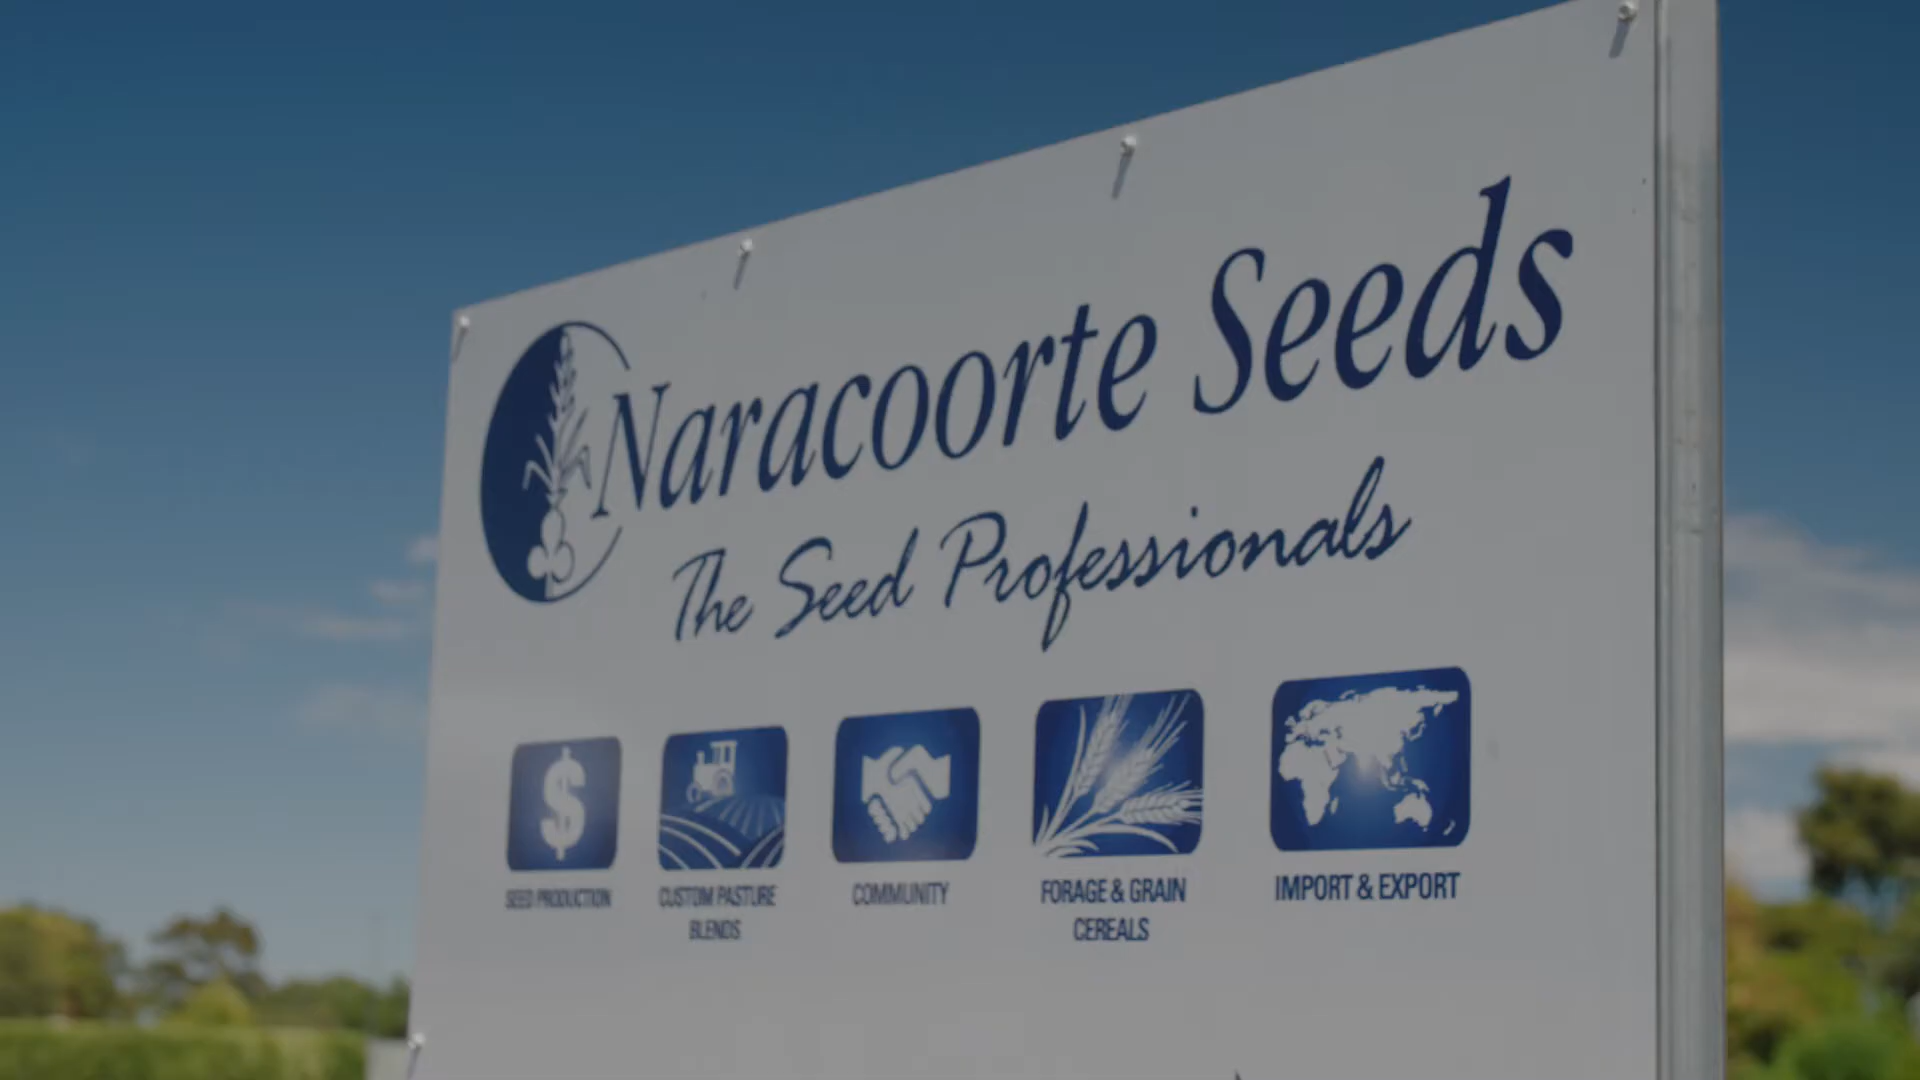 Naracoorte Seeds
The Seed Professionals
SEED PRODUCTION
CUSTOM PASTURE
BLENDS
COMMUNITY
FORAGE & GRAIN
CEREALS
IMPORT & EXPORT